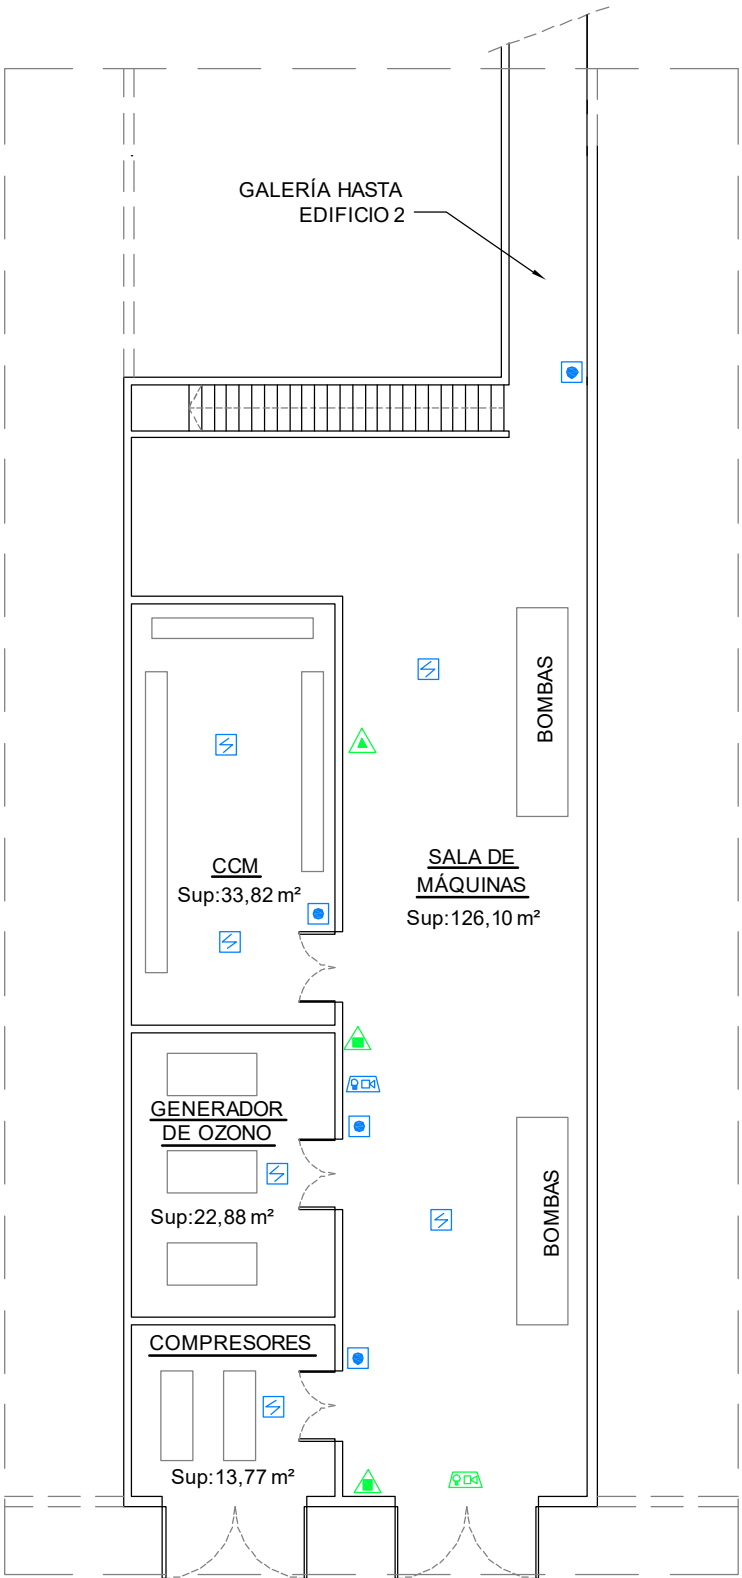 GALERÍA HASTA
EDIFICIO 2
BOMBAS
CCM
Sup:33,82 m²
SALA DE
MÁQUINAS
Sup:126,10 m²
GENERADOR
DE OZONO
Sup:22,88 m²
BOMBAS
COMPRESORES
Sup:13,77 m²